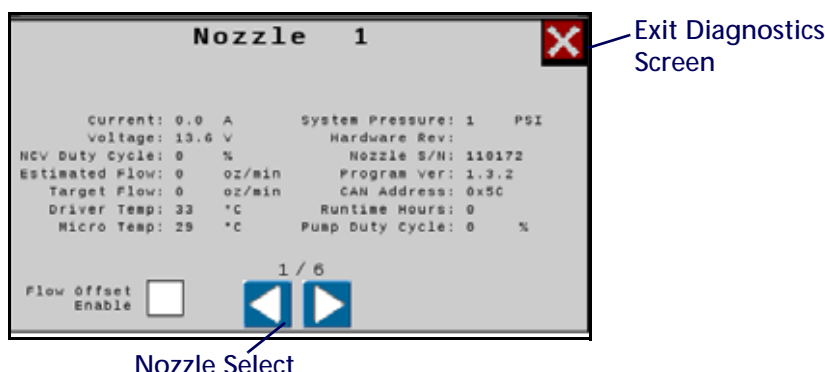 Nozzle 1
Exit Diagnostics
Screen
Current: 0.0 A System Pressure: 1 PSI
Voltage: 13.6 V Hardware Rev:
NCV Duty Cycle: 0 % Nozzle S/N: 110172
Estimated Flow: 0 oz/min Program Ver: 1.3.2
Target Flow: 0 oz/min CAN Address: 0x5C
Driver Temp: 33 °C Runtime Hours: 0
Micro Temp: 29 °C Pump Duty Cycle: 0 %
1 / 6
Flow Offset
Enable
Nozzle Select